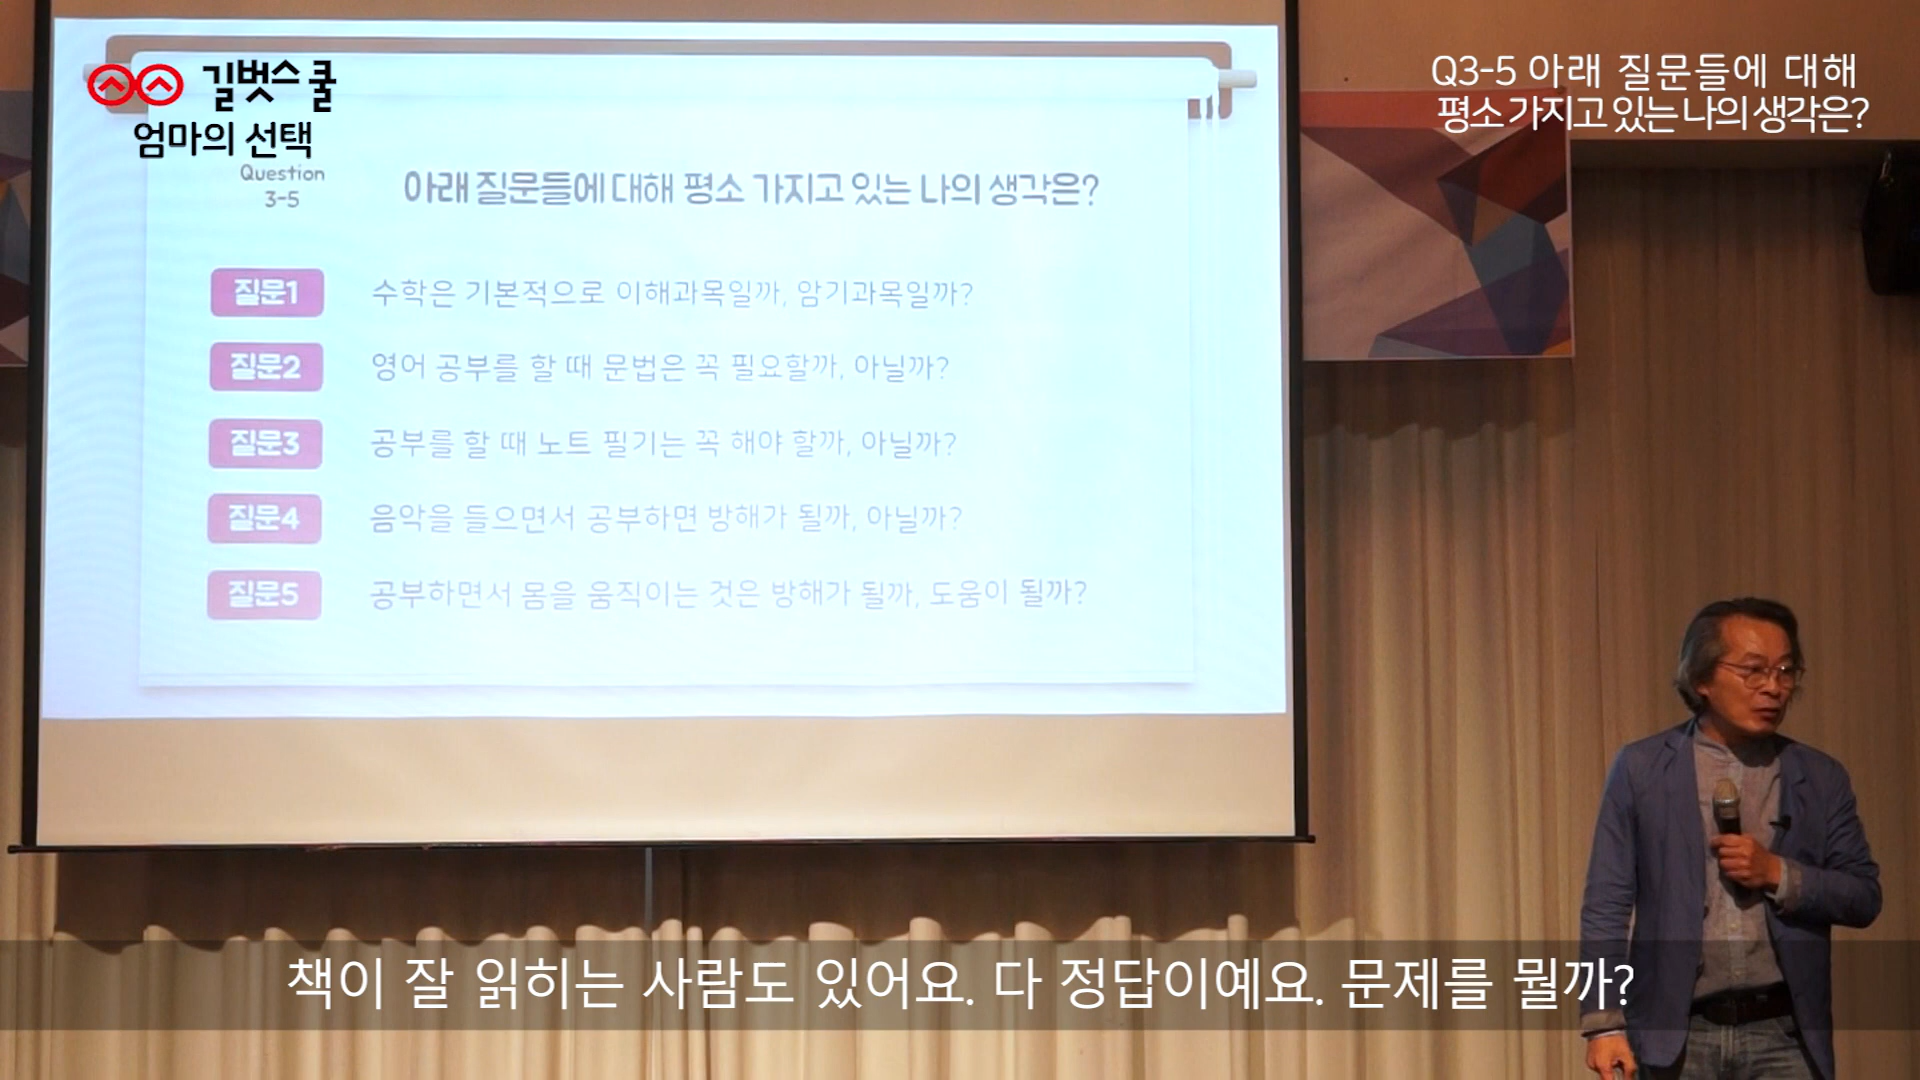 길벗스쿨
엄마의 선택
Q3-5 아래 질문들에 대해
평소 가지고 있는 나의 생각은?
Question
3-5
아래 질문들에 대해 평소 가지고 있는 나의 생각은?
질문1 수학은 기본적으로 이해과목일까, 암기과목일까?
질문2 영어 공부를 할 때 문법은 꼭 필요할까, 아닐까?
질문3 공부를 할 때 노트 필기는 꼭 해야 할까, 아닐까?
질문4 음악을 들으면서 공부하면 방해가 될까, 아닐까?
질문5 공부하면서 몸을 움직이는 것은 방해가 될까, 도움이 될까?
책이 잘 읽히는 사람도 있어요. 다 정답이예요. 문제를 뭘까?